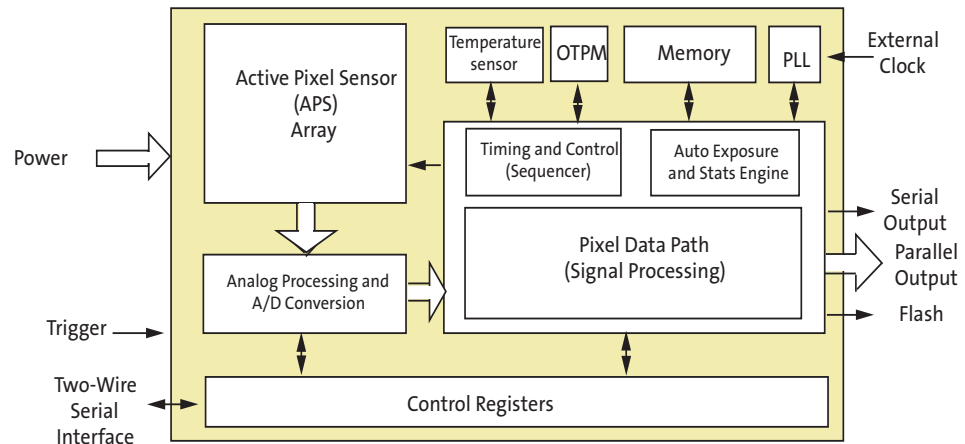 Temperature
sensor
OTPM
Memory
PLL
External
Clock
Active Pixel Sensor
(APS)
Array
Power
Timing and Control
(Sequencer)
Auto Exposure
and Stats Engine
Serial
Output
Pixel Data Path
(Signal Processing)
Parallel
Output
Analog Processing and
A/D Conversion
Trigger
Flash
Two-Wire
Serial
Interface
Control Registers